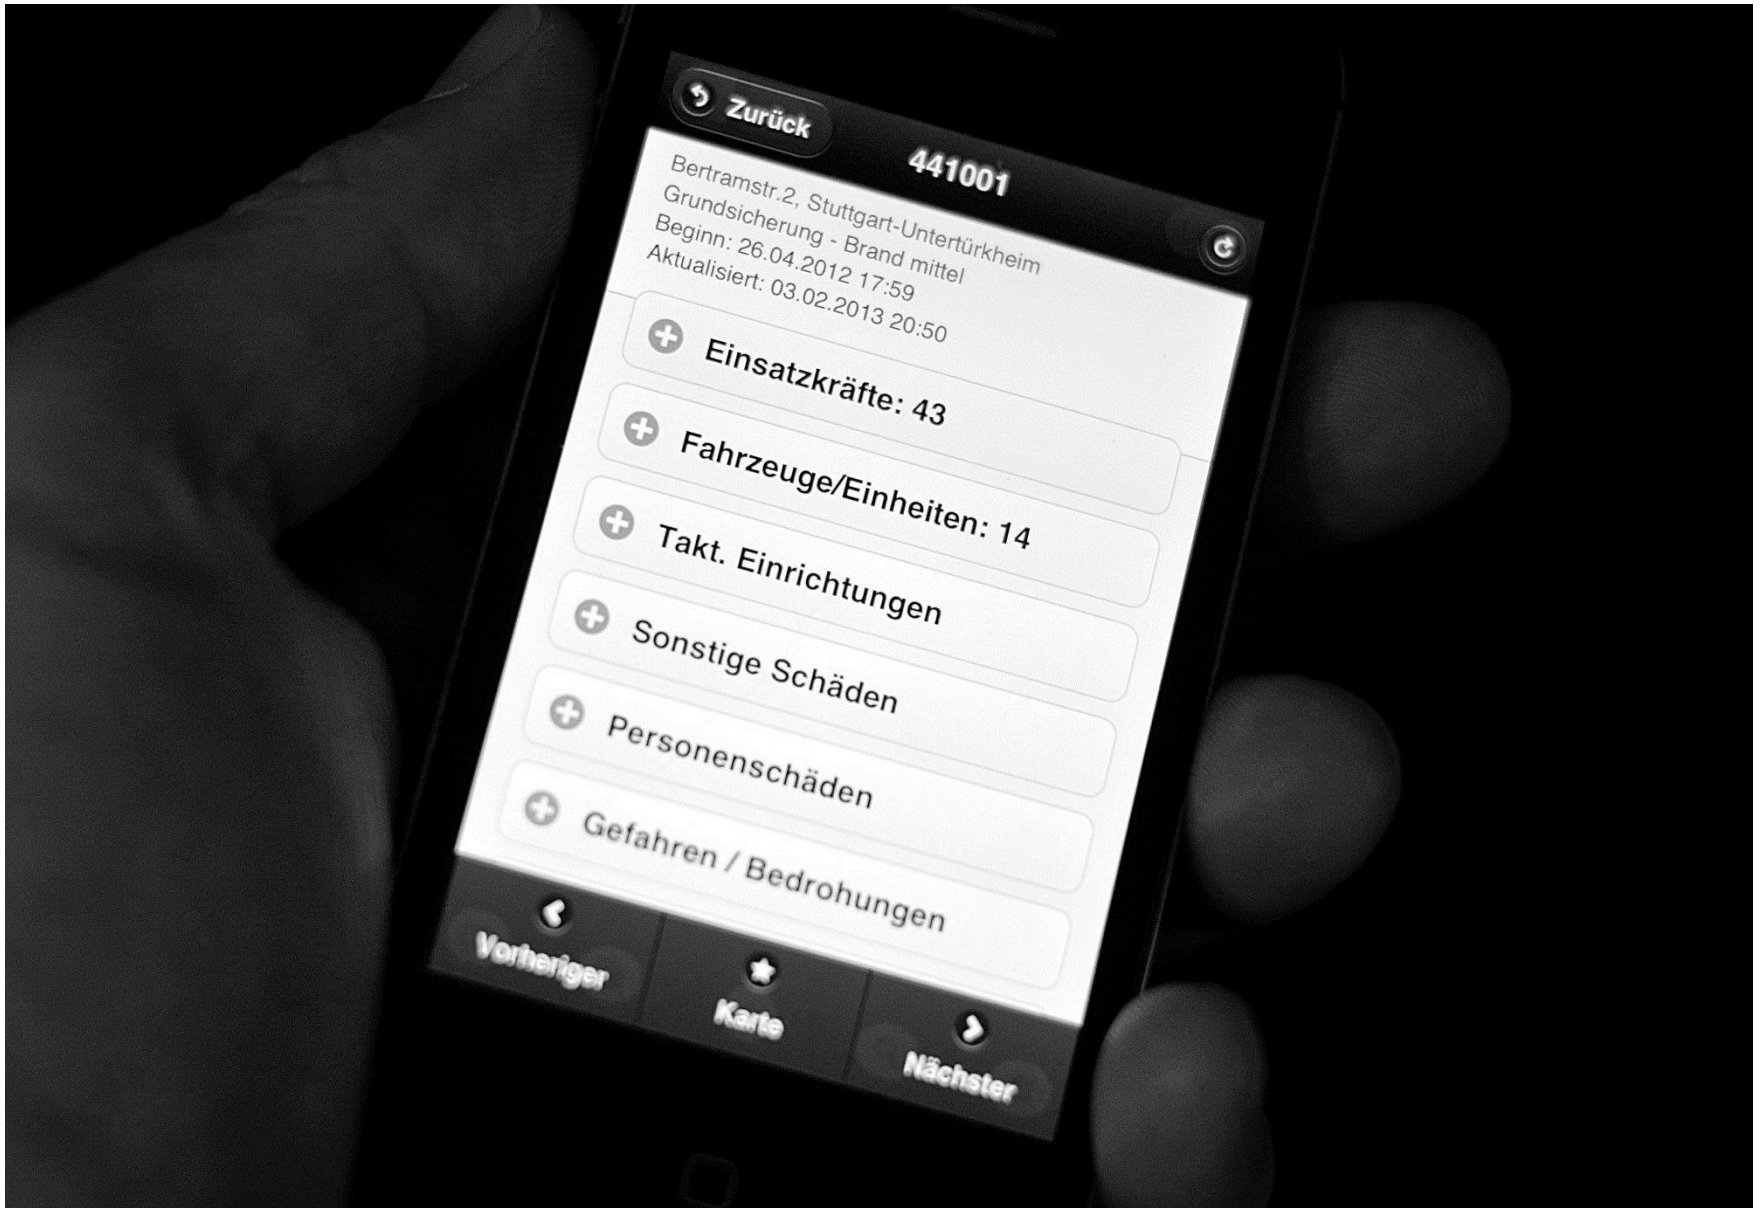 Zurück
441001
Bertramstr.2, Stuttgart-Untertürkheim
Grundsicherung - Brand mittel
Beginn: 26.04.2012 17:59
Aktualisiert: 03.02.2013 20:50
Einsatzkräfte: 43
Fahrzeuge/Einheiten: 14
Takt. Einrichtungen
Sonstige Schäden
Personenschäden
Gefahren / Bedrohungen
Vorheriger
Karte
Nächster